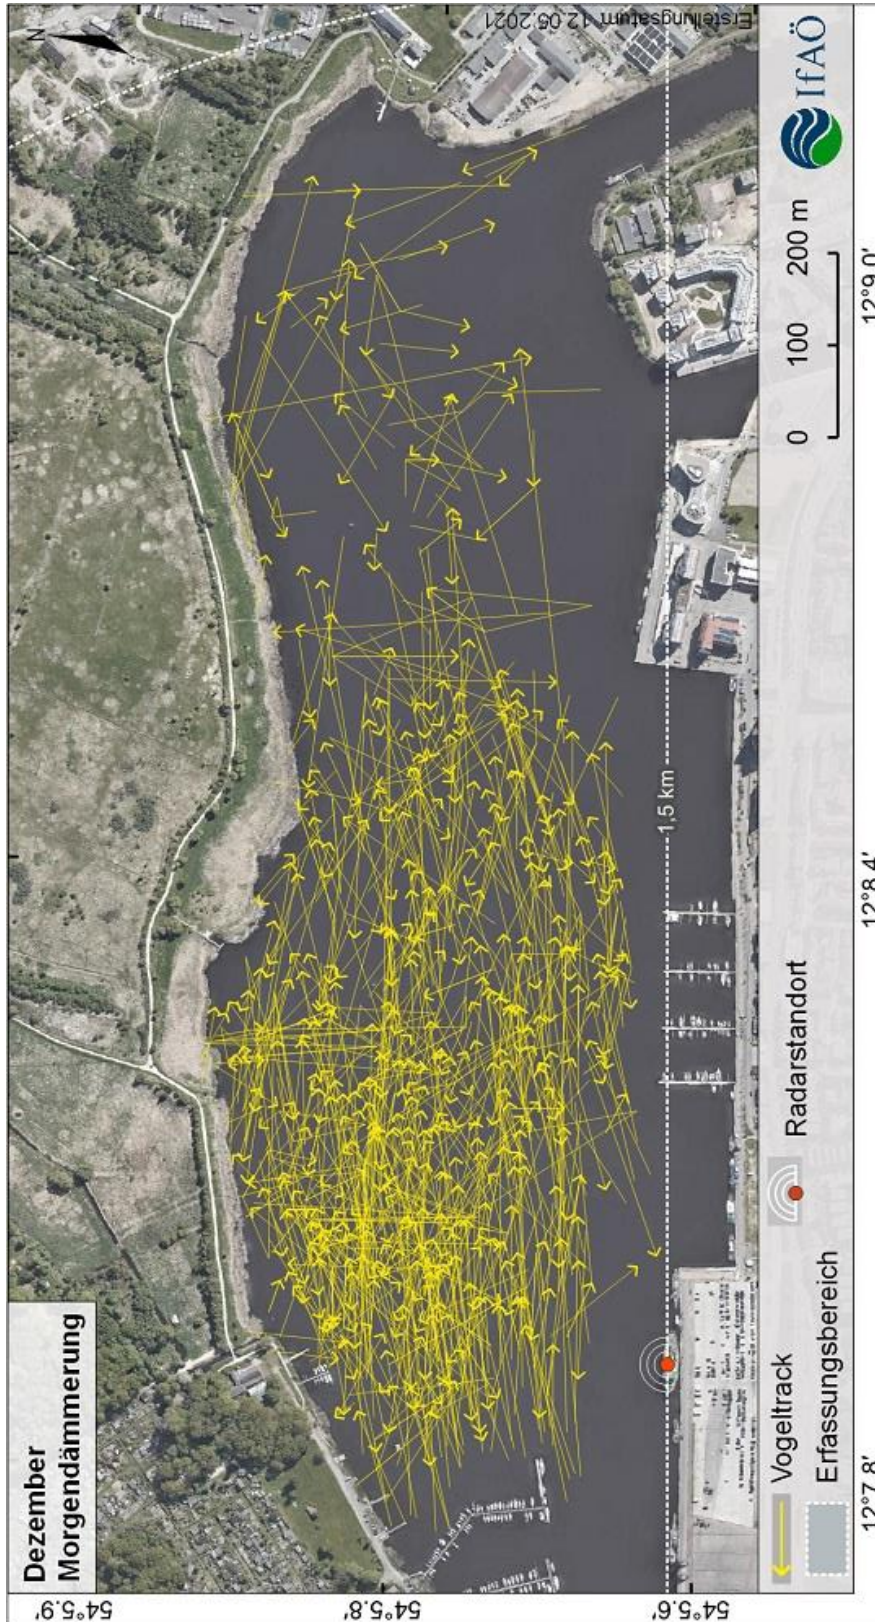 Dezember
Morgendämmerung
N
Erstellungsdatum: 12.05.2021
54°5.9'
54°5.8'
54°5.6'
1,5 km
12°7.8'
12°8.4'
12°9.0'
Vogeltrack
Radarstandort
Erfassungsbereich
0 100 200 m
IfAÖ